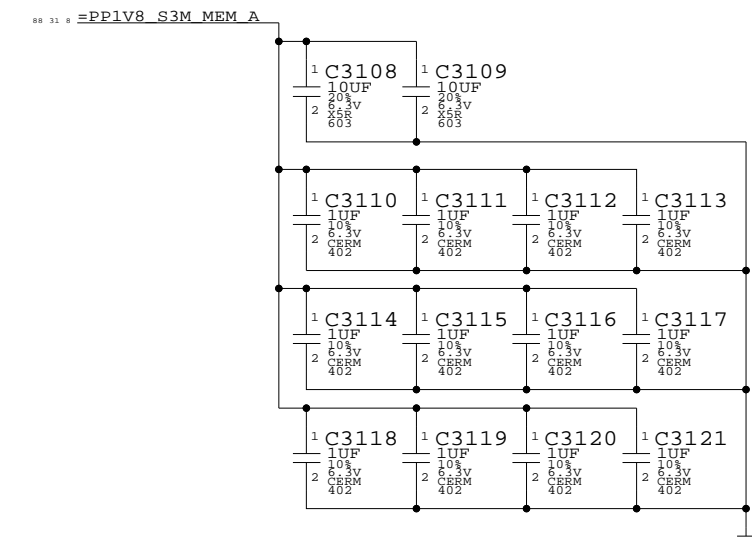 88 31 8 =PP1V8_S3M_MEM_A
1 C3108 1 C3109
10UF 10UF
20% 20%
6.3V 6.3V
2 X5R 2 X5R
603 603
1 C3110 1 C3111 1 C3112 1 C3113
1UF 1UF 1UF 1UF
10% 10% 10% 10%
6.3V 6.3V 6.3V 6.3V
2 CERM 2 CERM 2 CERM 2 CERM
402 402 402 402
1 C3114 1 C3115 1 C3116 1 C3117
1UF 1UF 1UF 1UF
10% 10% 10% 10%
6.3V 6.3V 6.3V 6.3V
2 CERM 2 CERM 2 CERM 2 CERM
402 402 402 402
1 C3118 1 C3119 1 C3120 1 C3121
1UF 1UF 1UF 1UF
10% 10% 10% 10%
6.3V 6.3V 6.3V 6.3V
2 CERM 2 CERM 2 CERM 2 CERM
402 402 402 402